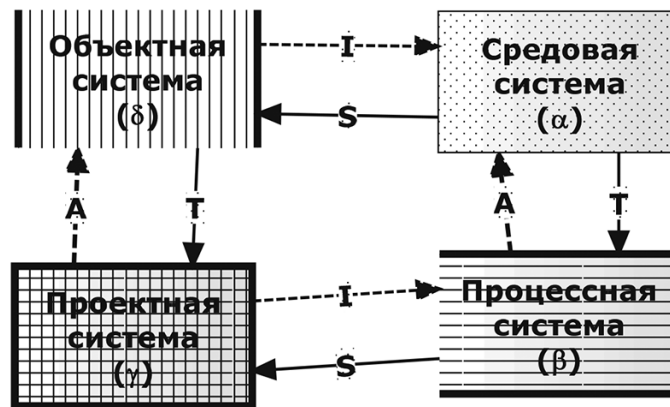 Объектная
система
(δ)
I
Средовая
система
(α)
S
A
T
A
T
Проектная
система
(γ)
I
Процессная
система
(β)
S